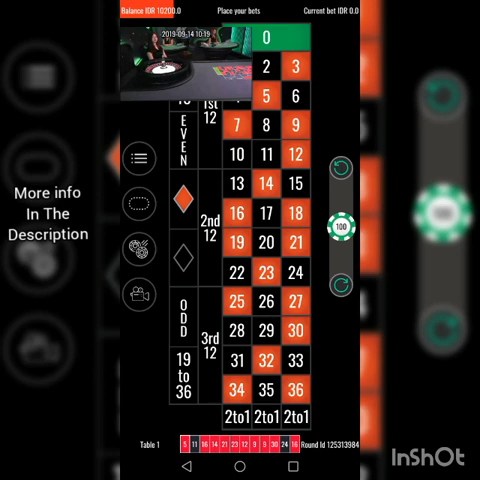 Balance IDR 10200.0 Place your bets Current bet IDR 0.0
2019-09-14 10:19
0
2 3
5 6
1st 12
EVEN
7 8 9
10 11 12
13 14 15
16 17 18
2nd 12
19 20 21
22 23 24
25 26 27
ODD
28 29 30
3rd 12
31 32 33
19 to 36
34 35 36
2to1 2to1 2to1
100
More info
In The
Description
Table 1 5 11 16 14 21 23 12 9 9 30 24 16 Round Id 125313984
InShOt